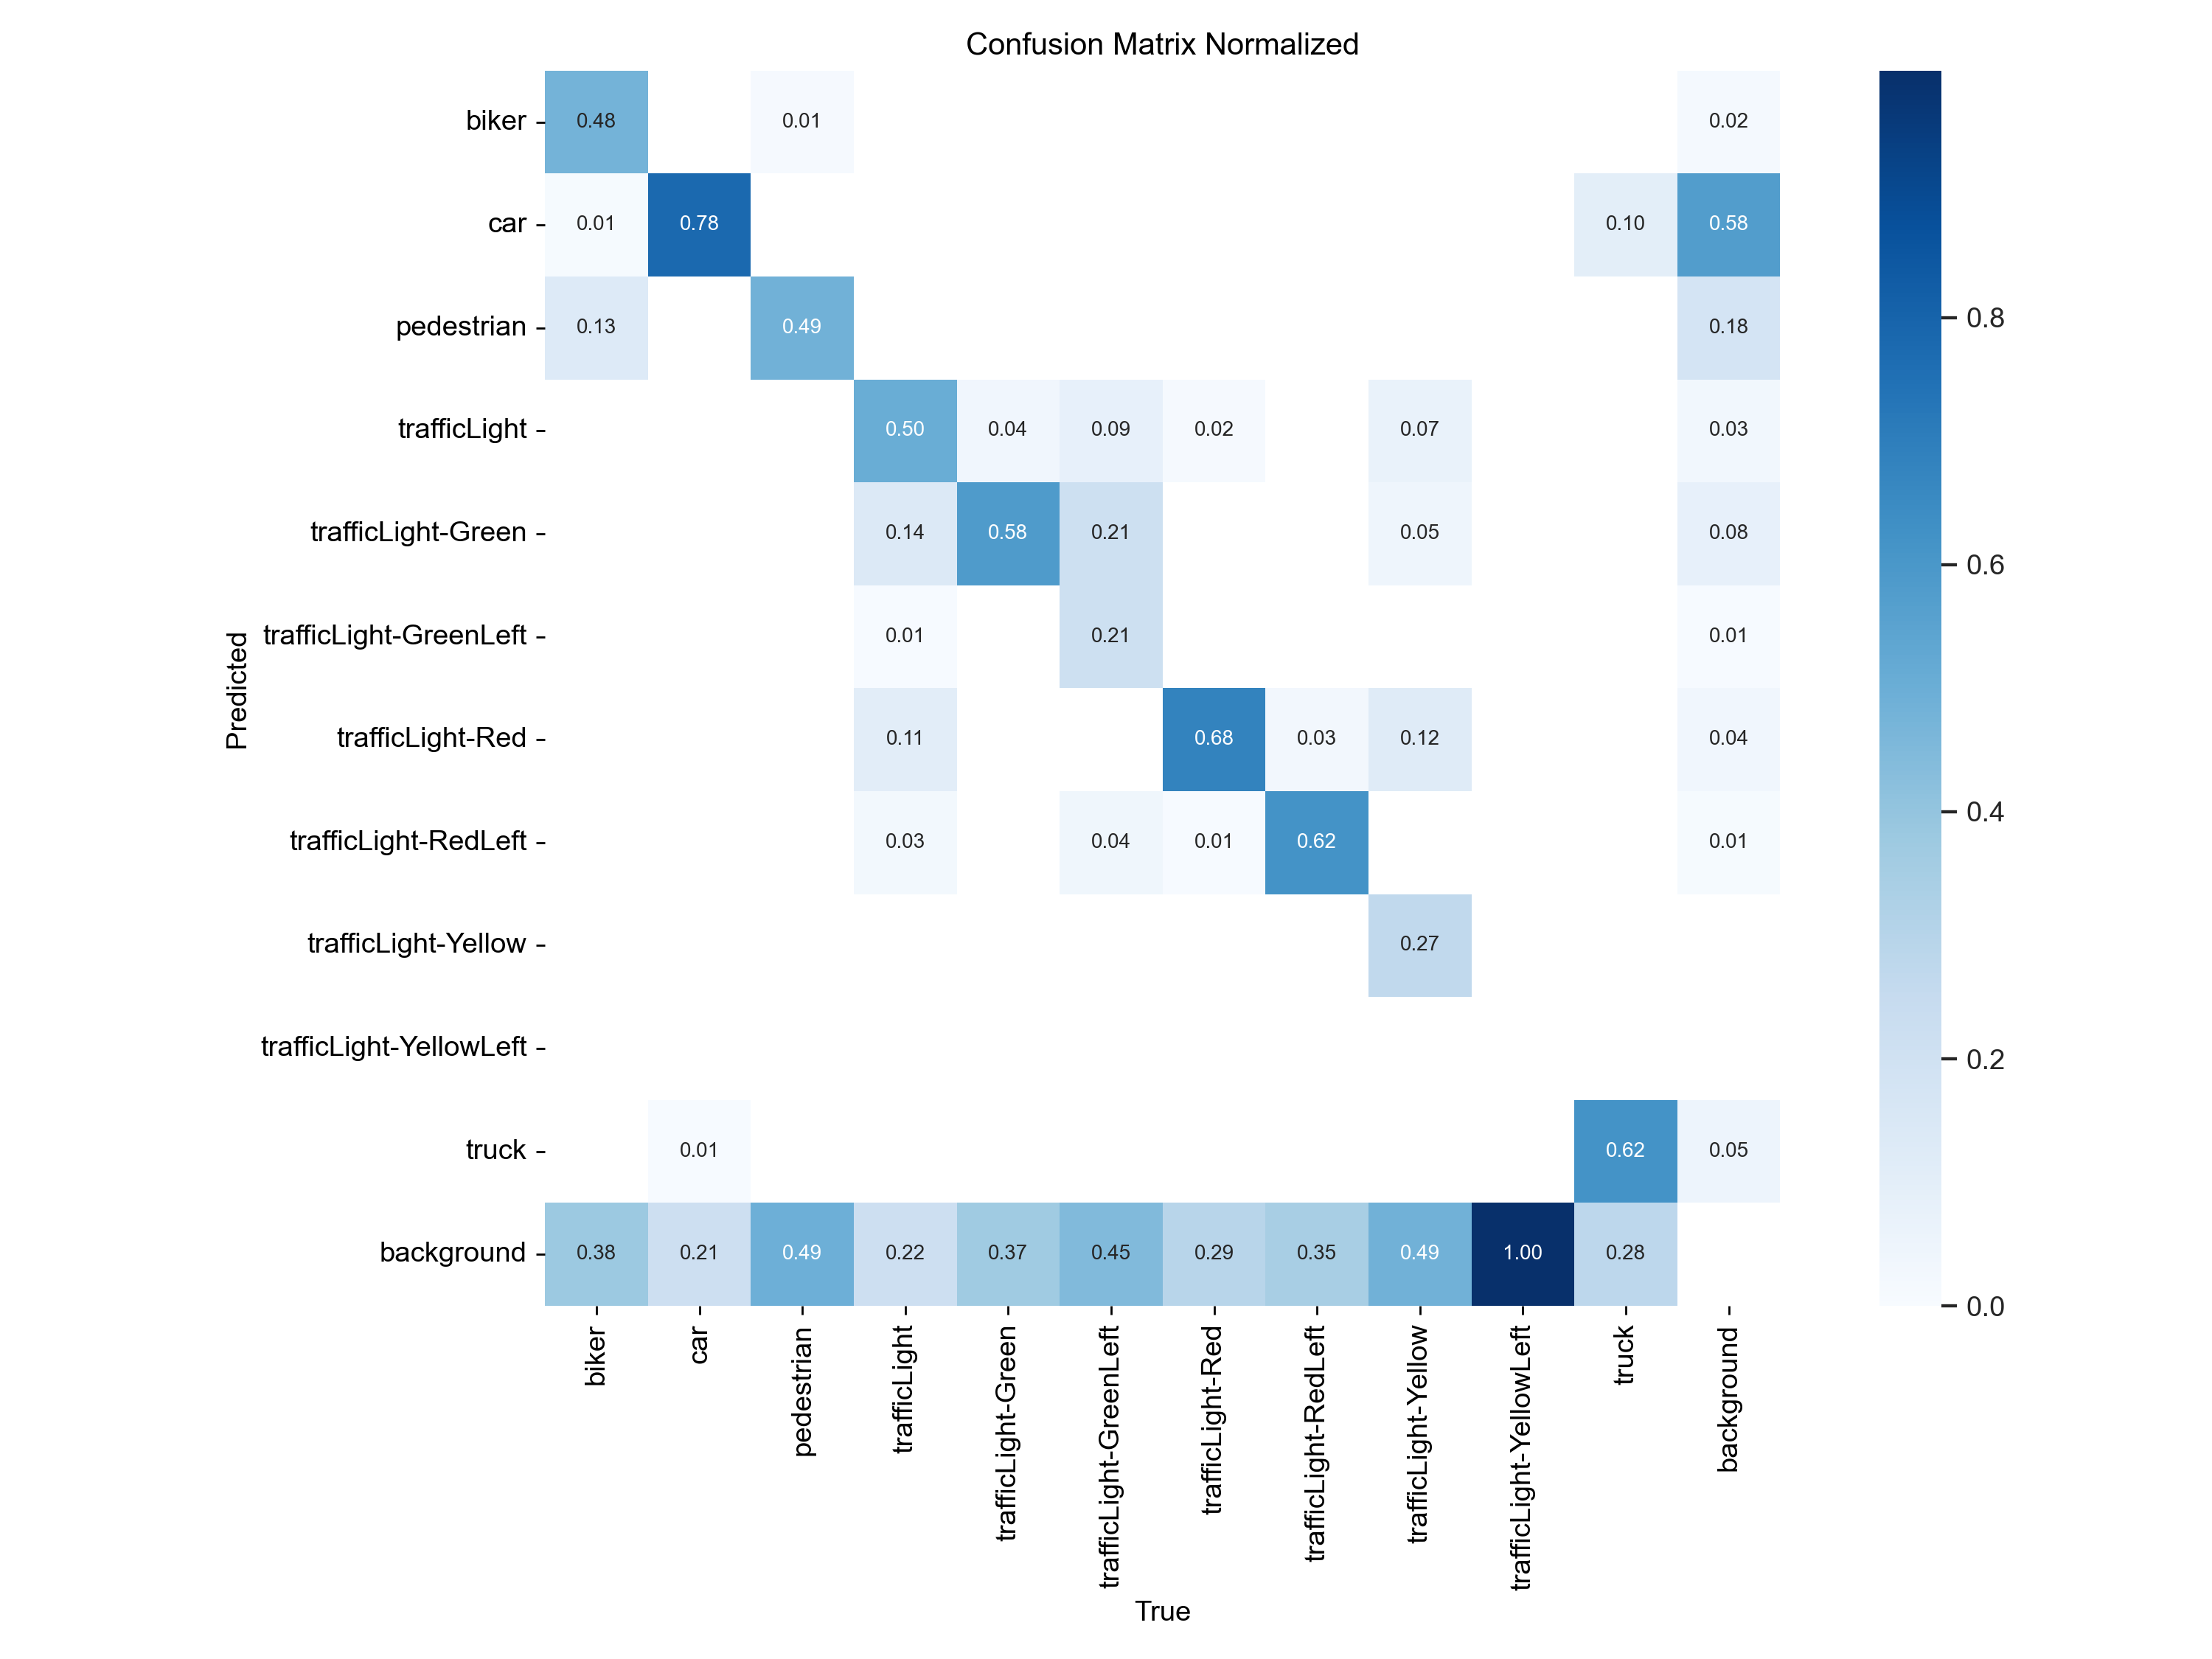 Confusion Matrix Normalized
biker 0.48 0.01 0.02
car 0.01 0.78 0.10 0.58
pedestrian 0.13 0.49 0.18
trafficLight 0.50 0.04 0.09 0.02 0.07 0.03
trafficLight-Green 0.14 0.58 0.21 0.05 0.08
trafficLight-GreenLeft 0.01 0.21 0.01
trafficLight-Red 0.11 0.68 0.03 0.12 0.04
trafficLight-RedLeft 0.03 0.04 0.01 0.62 0.01
trafficLight-Yellow 0.27
trafficLight-YellowLeft
truck 0.01 0.62 0.05
background 0.38 0.21 0.49 0.22 0.37 0.45 0.29 0.35 0.49 1.00 0.28
Predicted
biker
car
pedestrian
trafficLight
trafficLight-Green
trafficLight-GreenLeft
trafficLight-Red
trafficLight-RedLeft
trafficLight-Yellow
trafficLight-YellowLeft
truck
background
True
0.8
0.6
0.4
0.2
0.0